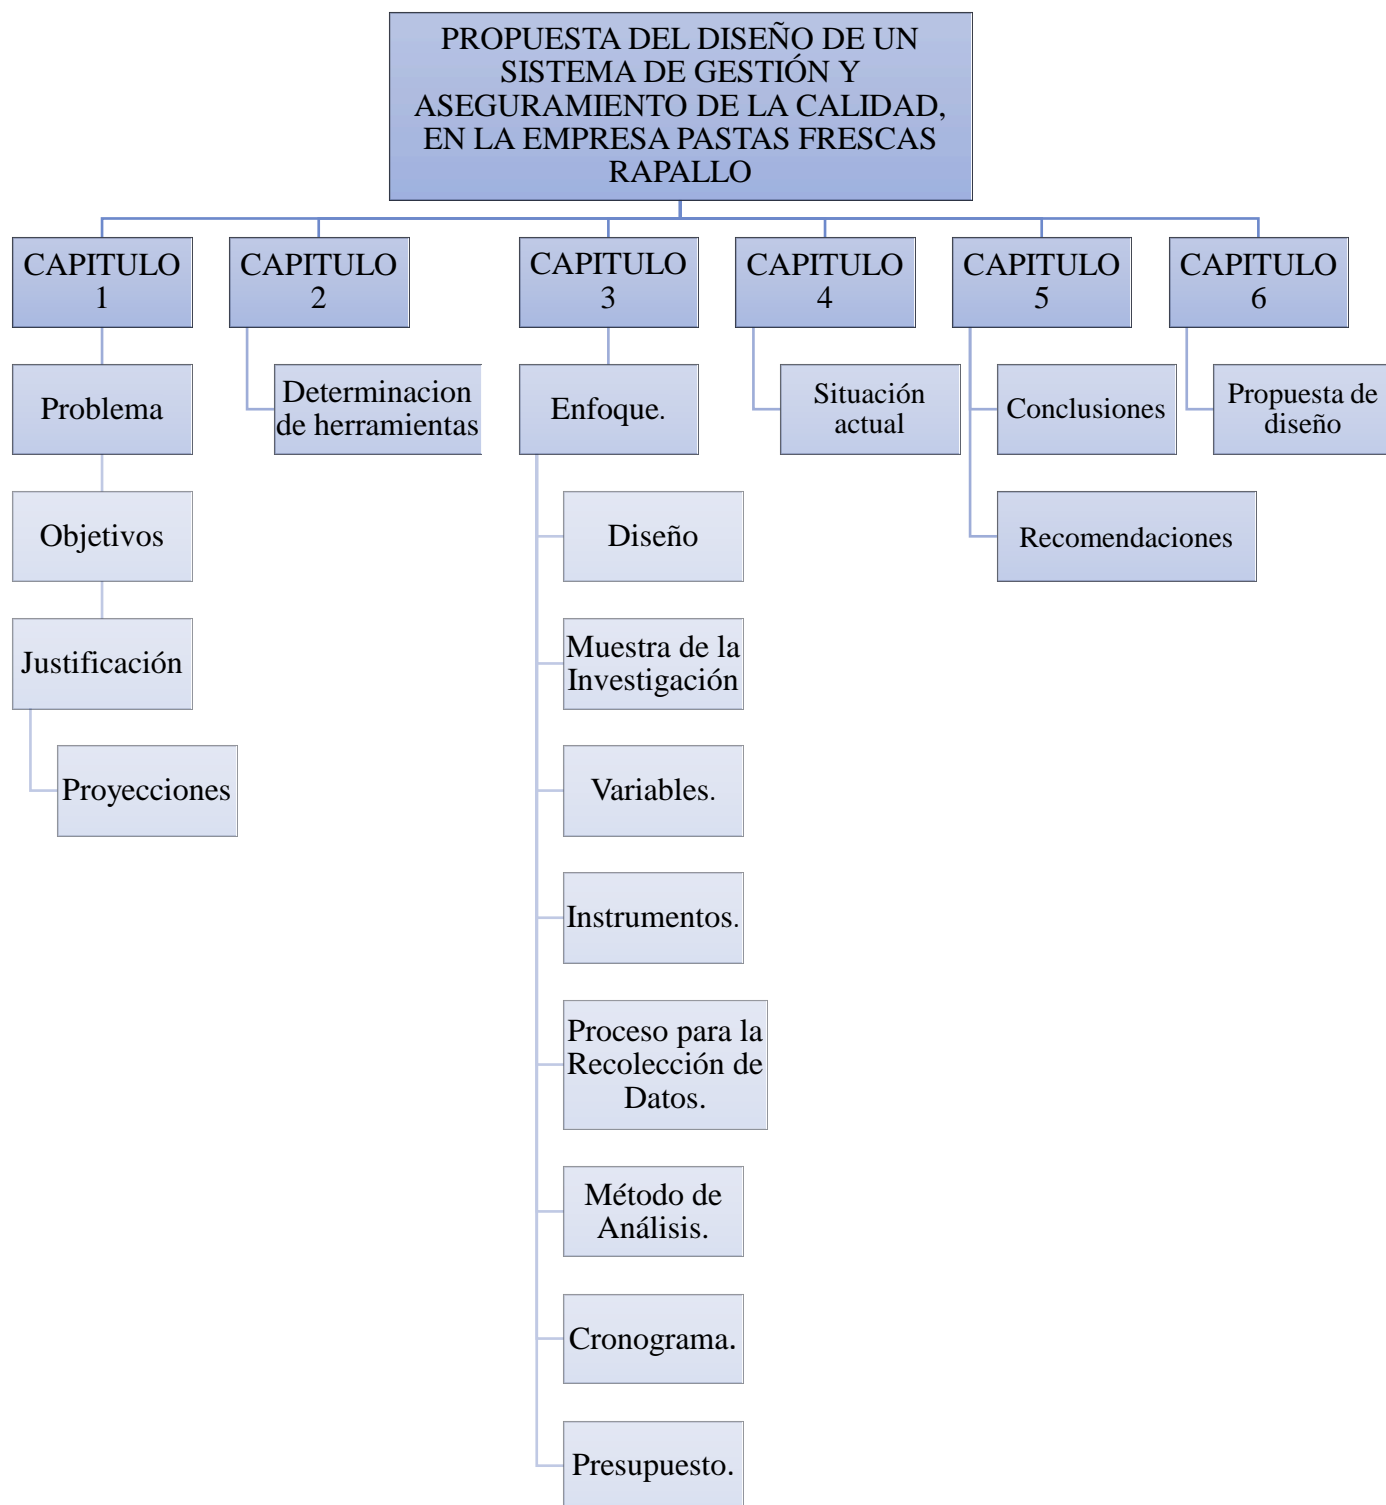 PROPUESTA DEL DISEÑO DE UN
SISTEMA DE GESTIÓN Y
ASEGURAMIENTO DE LA CALIDAD,
EN LA EMPRESA PASTAS FRESCAS
RAPALLO
CAPITULO
1
Problema
Objetivos
Justificación
Proyecciones
CAPITULO
2
Determinacion
de herramientas
CAPITULO
3
Enfoque.
Diseño
Muestra de la
Investigación
Variables.
Instrumentos.
Proceso para la
Recolección de
Datos.
Método de
Análisis.
Cronograma.
Presupuesto.
CAPITULO
4
Situación
actual
CAPITULO
5
Conclusiones
Recomendaciones
CAPITULO
6
Propuesta de
diseño